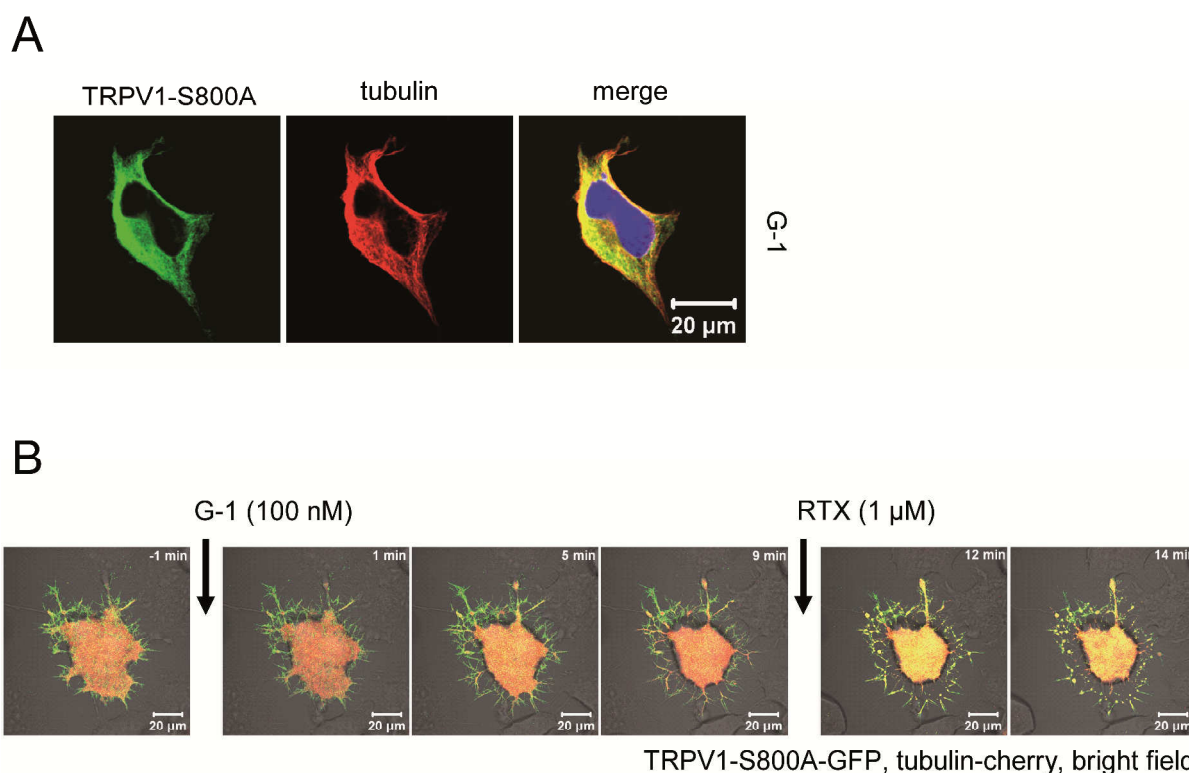 A
TRPV1-S800A tubulin merge
G-1
20 µm
B
G-1 (100 nM) RTX (1 µM)
-1 min 1 min 5 min 9 min 12 min 14 min
20 µm 20 µm 20 µm 20 µm 20 µm 20 µm
TRPV1-S800A-GFP, tubulin-cherry, bright field